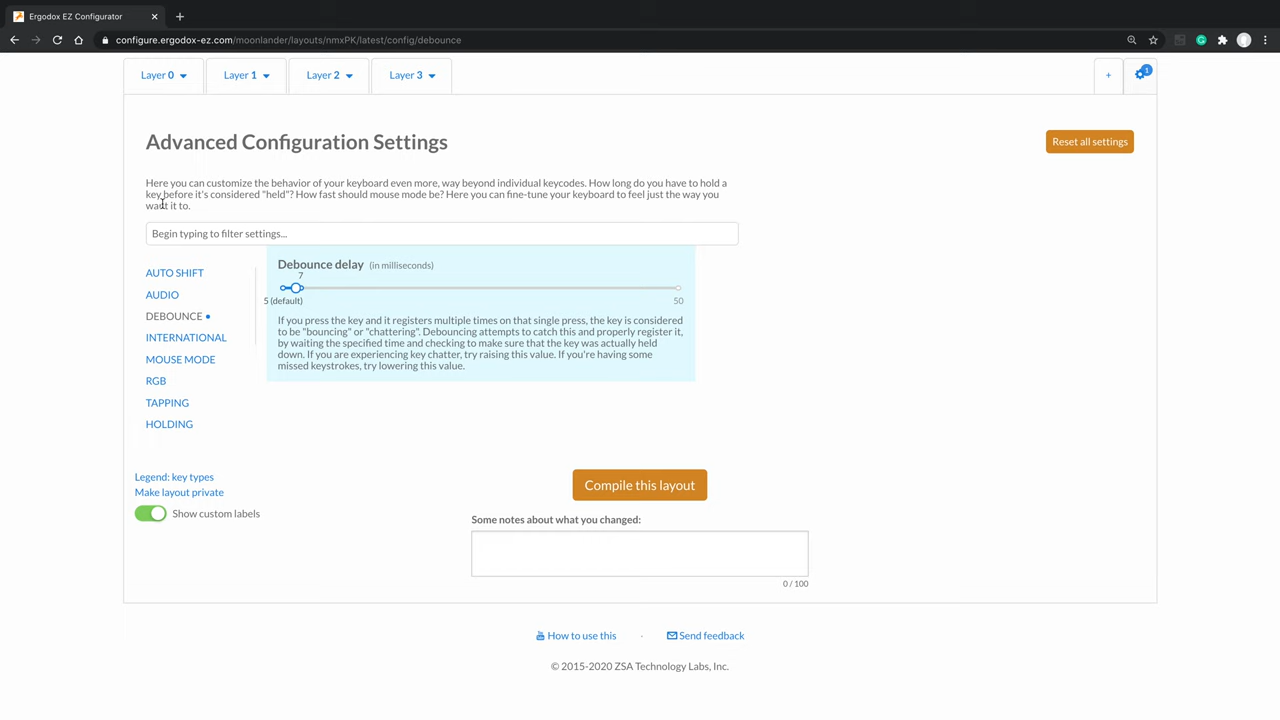 Ergodox EZ Configurator
configure.ergodox-ez.com/moonlander/layouts/nmxPK/latest/config/debounce
Layer 0
Layer 1
Layer 2
Layer 3
+
1
Advanced Configuration Settings
Reset all settings
Here you can customize the behavior of your keyboard even more, way beyond individual keycodes. How long do you have to hold a
key before it's considered "held"? How fast should mouse mode be? Here you can fine-tune your keyboard to feel just the way you
want it to.
Begin typing to filter settings...
AUTO SHIFT
AUDIO
DEBOUNCE
INTERNATIONAL
MOUSE MODE
RGB
TAPPING
HOLDING
Debounce delay (in milliseconds)
7
5 (default)
50
If you press the key and it registers multiple times on that single press, the key is considered
to be "bouncing" or "chattering". Debouncing attempts to catch this and properly register it,
by waiting the specified time and checking to make sure that the key was actually held
down. If you are experiencing key chatter, try raising this value. If you're having some
missed keystrokes, try lowering this value.
Legend: key types
Make layout private
Show custom labels
Compile this layout
Some notes about what you changed:
0 / 100
How to use this
·
Send feedback
© 2015-2020 ZSA Technology Labs, Inc.